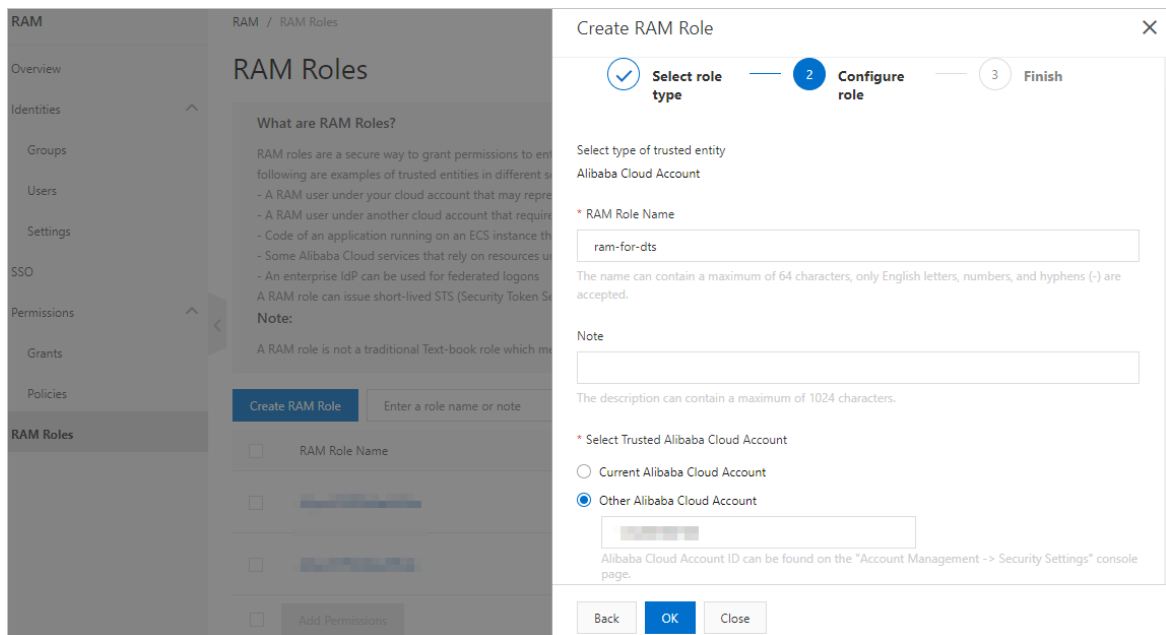 RAM
Overview
Identities
Groups
Users
Settings
SSO
Permissions
Grants
Policies
RAM Roles
RAM / RAM Roles
RAM Roles
What are RAM Roles?
RAM roles are a secure way to grant permissions to
following are examples of trusted entities in different
- A RAM user under your cloud account that may
- A RAM user under another cloud account that require
- Code of an application running on an ECS instance
- Some Alibaba Cloud services that rely on resources
- An enterprise IdP can be used for federated logons
A RAM role can issue short-lived STS (Security Token
Note:
A RAM role is not a traditional Text-book role which
Create RAM Role
Enter a role name or note
RAM Role Name
Add Permissions
Create RAM Role
Select role
type
2
Configure
role
3
Finish
Select type of trusted entity
Alibaba Cloud Account
* RAM Role Name
ram-for-dts
The name can contain a maximum of 64 characters, only English letters, numbers, and hyphens (-) are
accepted.
Note
The description can contain a maximum of 1024 characters.
* Select Trusted Alibaba Cloud Account
Current Alibaba Cloud Account
Other Alibaba Cloud Account
Alibaba Cloud Account ID can be found on the "Account Management -> Security Settings" console
page.
Back
OK
Close